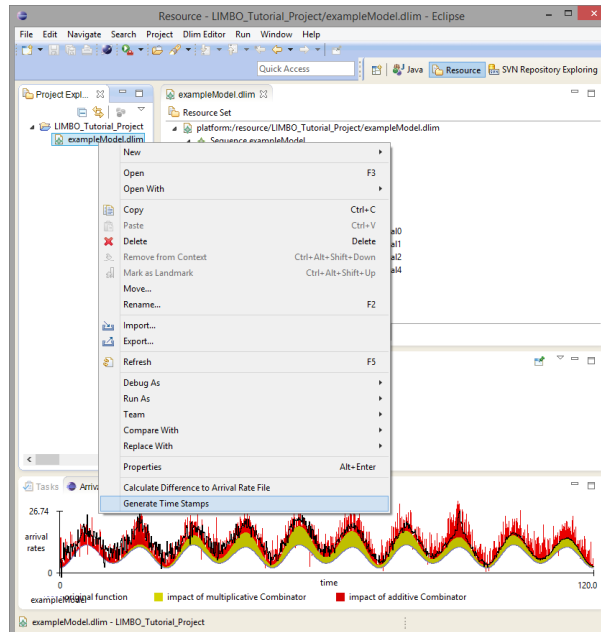 Resource - LIMBO_Tutorial_Project/exampleModel.dlim - Eclipse
File Edit Navigate Search Project Dlim Editor Run Window Help
Quick Access
Java Resource SVN Repository Exploring
Project Expl...
exampleModel.dlim
Resource Set
LIMBO_Tutorial_Project
platform:/resource/LIMBO_Tutorial_Project/exampleModel.dlim
exampleModel.dlim
Sequence exampleModel
New
Open F3
Open With
Copy Ctrl+C
Paste Ctrl+V
al0
Delete Delete
al1
Remove from Context Ctrl+Alt+Shift+Down
al2
Mark as Landmark Ctrl+Alt+Shift+Up
al4
Move...
Rename... F2
Import...
Export...
Refresh F5
Debug As
Run As
Team
Compare With
Replace With
Properties Alt+Enter
Calculate Difference to Arrival Rate File
Generate Time Stamps
Tasks Arriva
26.74
arrival
rates
0
0 time 120.0
exampleModel
original function impact of multiplicative Combinator impact of additive Combinator
exampleModel.dlim - LIMBO_Tutorial_Project